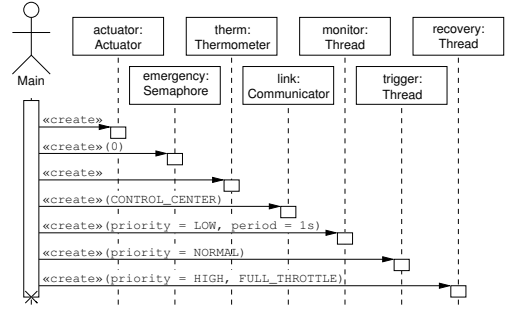 actuator:
Actuator
therm:
Thermometer
monitor:
Thread
recovery:
Thread
Main
emergency:
Semaphore
link:
Communicator
trigger:
Thread
«create»
«create»(0)
«create»
«create»(CONTROL_CENTER)
«create»(priority = LOW, period = 1s)
«create»(priority = NORMAL)
«create»(priority = HIGH, FULL_THROTTLE)